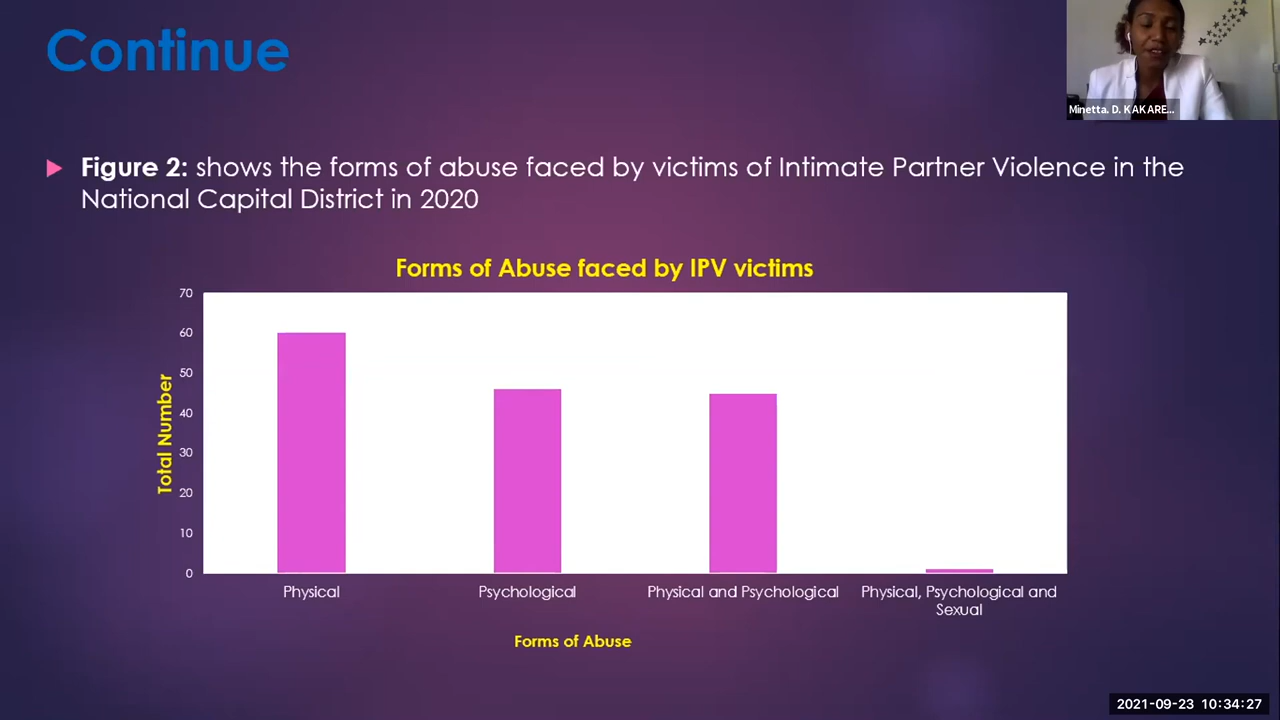 Continue
Minetta. D. KAKARE...
Figure 2: shows the forms of abuse faced by victims of Intimate Partner Violence in the
National Capital District in 2020
Forms of Abuse faced by IPV victims
Total Number
70
60
50
40
30
20
10
0
Physical
Psychological
Physical and Psychological
Physical, Psychological and
Sexual
Forms of Abuse
2021-09-23 10:34:27